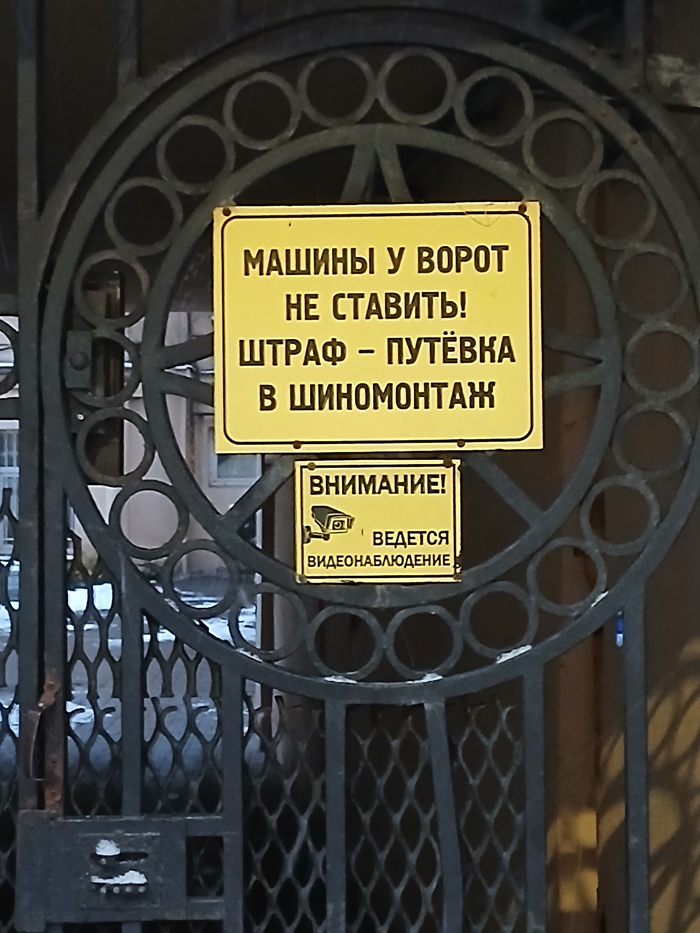 МАШИНЫ У ВОРОТ
НЕ СТАВИТЬ!
ШТРАФ – ПУТЁВКА
В ШИНОМОНТАЖ
ВНИМАНИЕ!
ВЕДЕТСЯ
ВИДЕОНАБЛЮДЕНИЕ